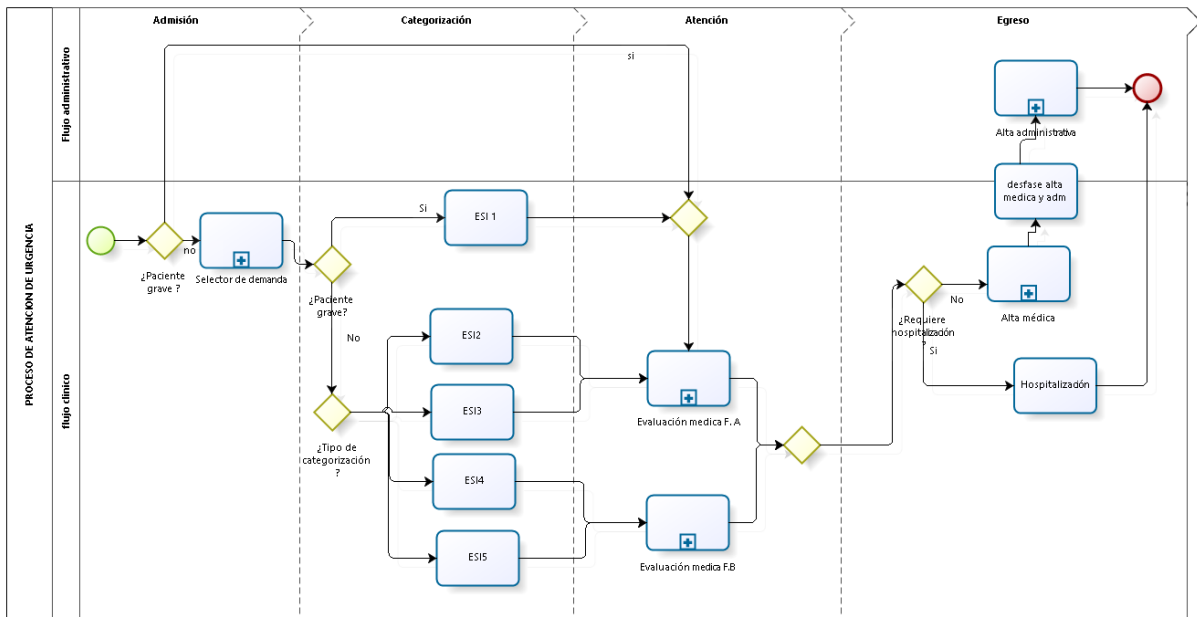 Admisión
Categorización
Atención
Egreso
PROCESO DE ATENCION DE URGENCIA
Flujo administrativo
flujo clinico
si
Alta administrativa
desfase alta
medica y adm
¿Paciente
grave ?
no
Selector de demanda
Si
ESI 1
¿Paciente
grave?
No
ESI2
ESI3
¿Tipo de
categorización
?
ESI4
ESI5
Evaluación medica F. A
Evaluación medica F.B
¿Requiere
hospitalización
?
No
Si
Alta médica
Hospitalización